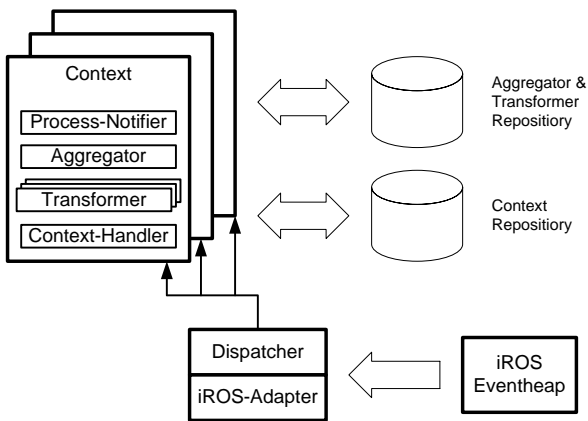 Context
Process-Notifier
Aggregator
Transformer
Context-Handler
Aggregator &
Transformer
Repositiory
Context
Repositiory
Dispatcher
iROS-Adapter
iROS
Eventheap